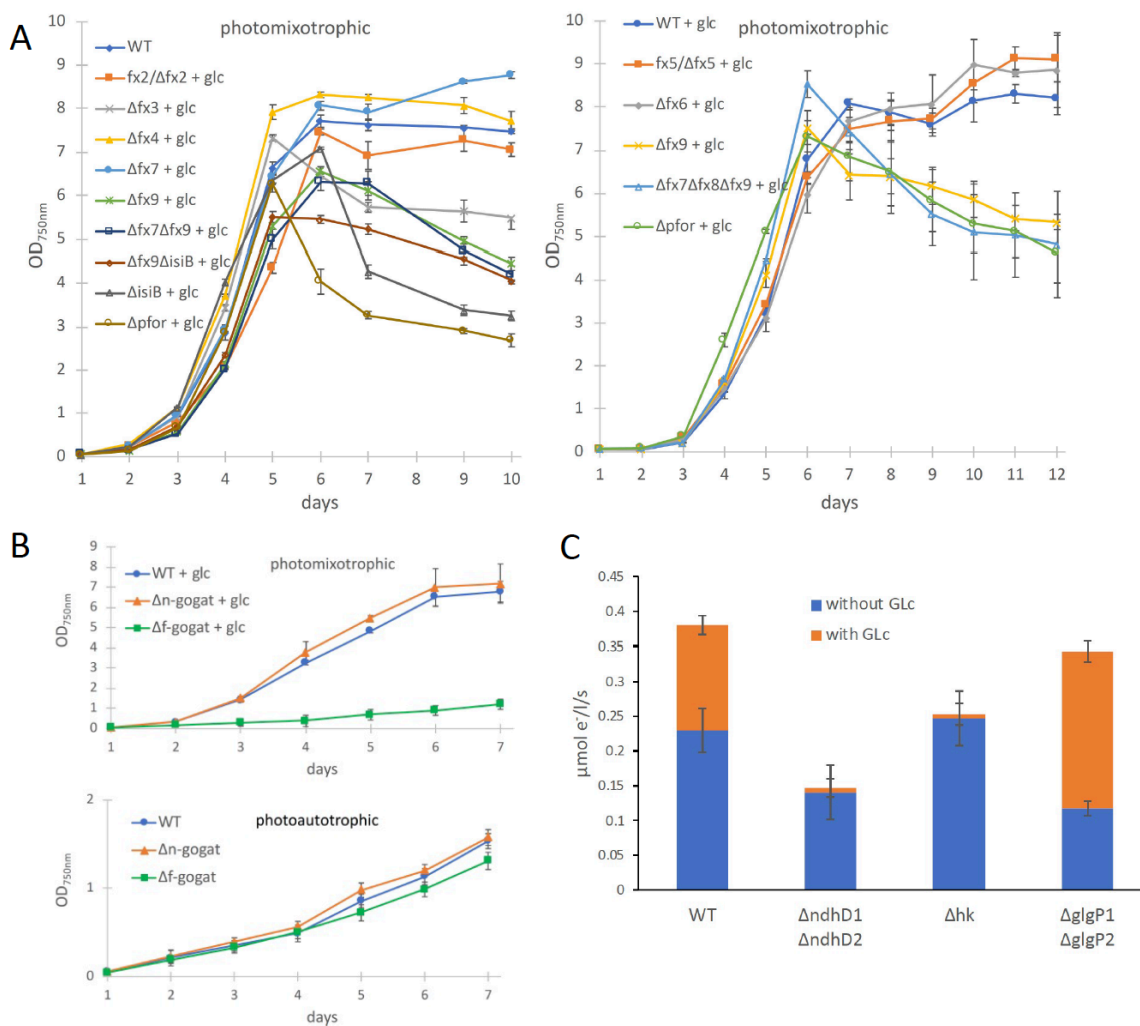 A
photomixotrophic
WT
fx2/Δfx2 + glc
Δfx3 + glc
Δfx4 + glc
Δfx7 + glc
Δfx9 + glc
Δfx7Δfx9 + glc
Δfx9ΔisiB + glc
ΔisiB + glc
Δpfor + glc
OD750nm
10
9
8
7
6
5
4
3
2
1
0
1 2 3 4 5 6 7 8 9 10
days
photomixotrophic
WT + glc
fx5/Δfx5 + glc
Δfx6 + glc
Δfx9 + glc
Δfx7Δfx8Δfx9 + glc
Δpfor + glc
OD750nm
10
9
8
7
6
5
4
3
2
1
0
1 2 3 4 5 6 7 8 9 10 11 12
days
B
photomixotrophic
WT + glc
Δn-gogat + glc
Δf-gogat + glc
OD750nm
9
8
7
6
5
4
3
2
1
0
1 2 3 4 5 6 7
days
photoautotrophic
WT
Δn-gogat
Δf-gogat
OD750nm
2
1
0
1 2 3 4 5 6 7
days
C
without GLc
with GLc
µmol e-/l/s
0.45
0.4
0.35
0.3
0.25
0.2
0.15
0.1
0.05
0
WT ΔndhD1 Δhk ΔglgP1
ΔndhD2 ΔglgP2